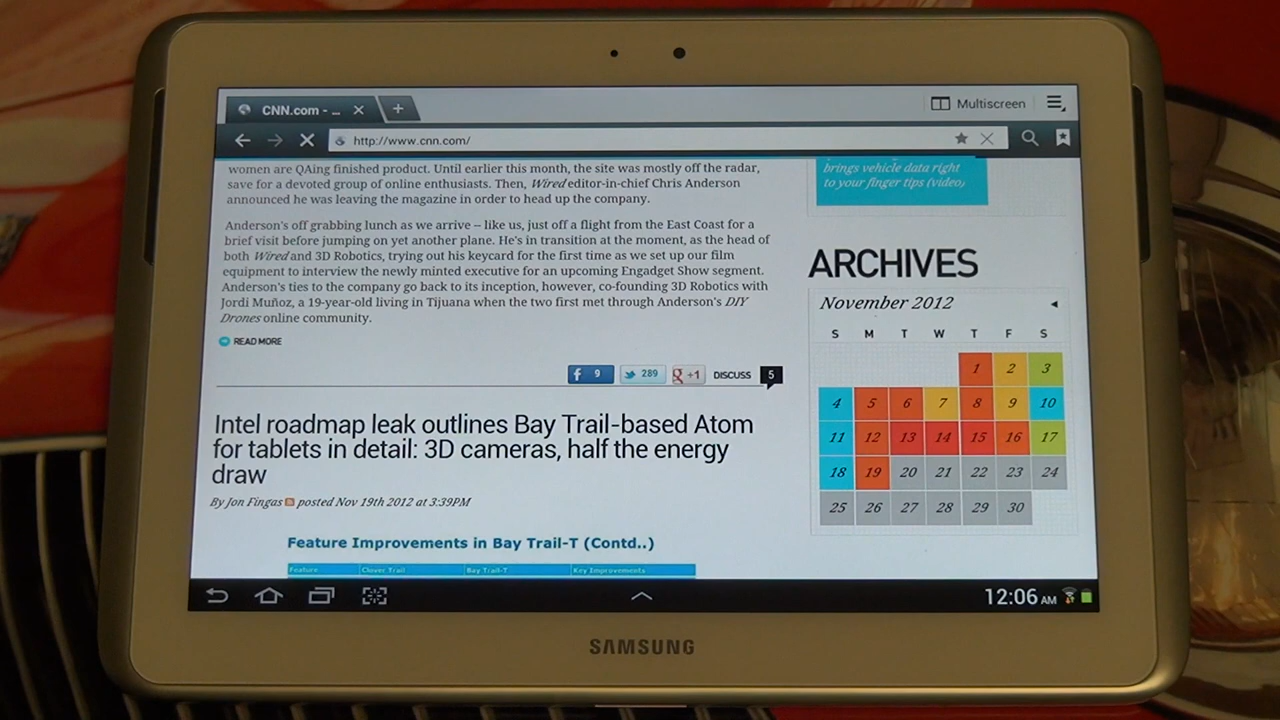 CNN.com - ...
Multiscreen
http://www.cnn.com/
women are QAing finished product. Until earlier this month, the site was mostly off the radar,
save for a devoted group of online enthusiasts. Then, Wired editor-in-chief Chris Anderson
announced he was leaving the magazine in order to head up the company.
Anderson's off grabbing lunch as we arrive -- like us, just off a flight from the East Coast for a
brief visit before jumping on yet another plane. He's in transition at the moment, as the head of
both Wired and 3D Robotics, trying out his keycard for the first time as we set up our film
equipment to interview the newly minted executive for an upcoming Engadget Show segment.
Anderson's ties to the company go back to its inception, however, co-founding 3D Robotics with
Jordi Muñoz, a 19-year-old living in Tijuana when the two first met through Anderson's DIY
Drones online community.
READ MORE
f 9 289 g +1 DISCUSS 5
Intel roadmap leak outlines Bay Trail-based Atom
for tablets in detail: 3D cameras, half the energy
draw
By Jon Fingas posted Nov 19th 2012 at 3:39PM
Feature Improvements in Bay Trail-T (Contd..)
Feature Clover Trail Bay Trail-T Key Improvements
brings vehicle data right
to your finger tips (video)
ARCHIVES
November 2012
S M T W T F S
1 2 3
4 5 6 7 8 9 10
11 12 13 14 15 16 17
18 19 20 21 22 23 24
25 26 27 28 29 30
12:06 AM
SAMSUNG